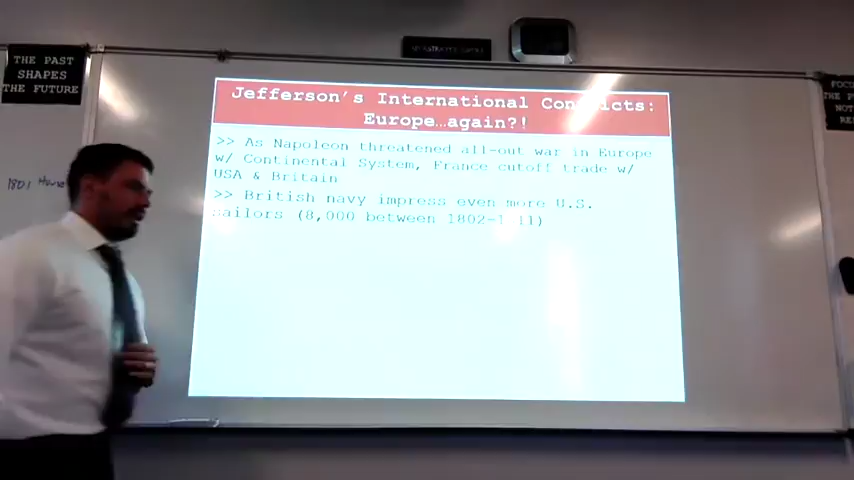 THE PAST
SHAPES
THE FUTURE
Jefferson's International Conflicts:
Europe…again?!
>> As Napoleon threatened all-out war in Europe
w/ Continental System, France cutoff trade w/
USA & Britain
>> British navy impress even more U.S.
sailors (8,000 between 1802-1811)
1801